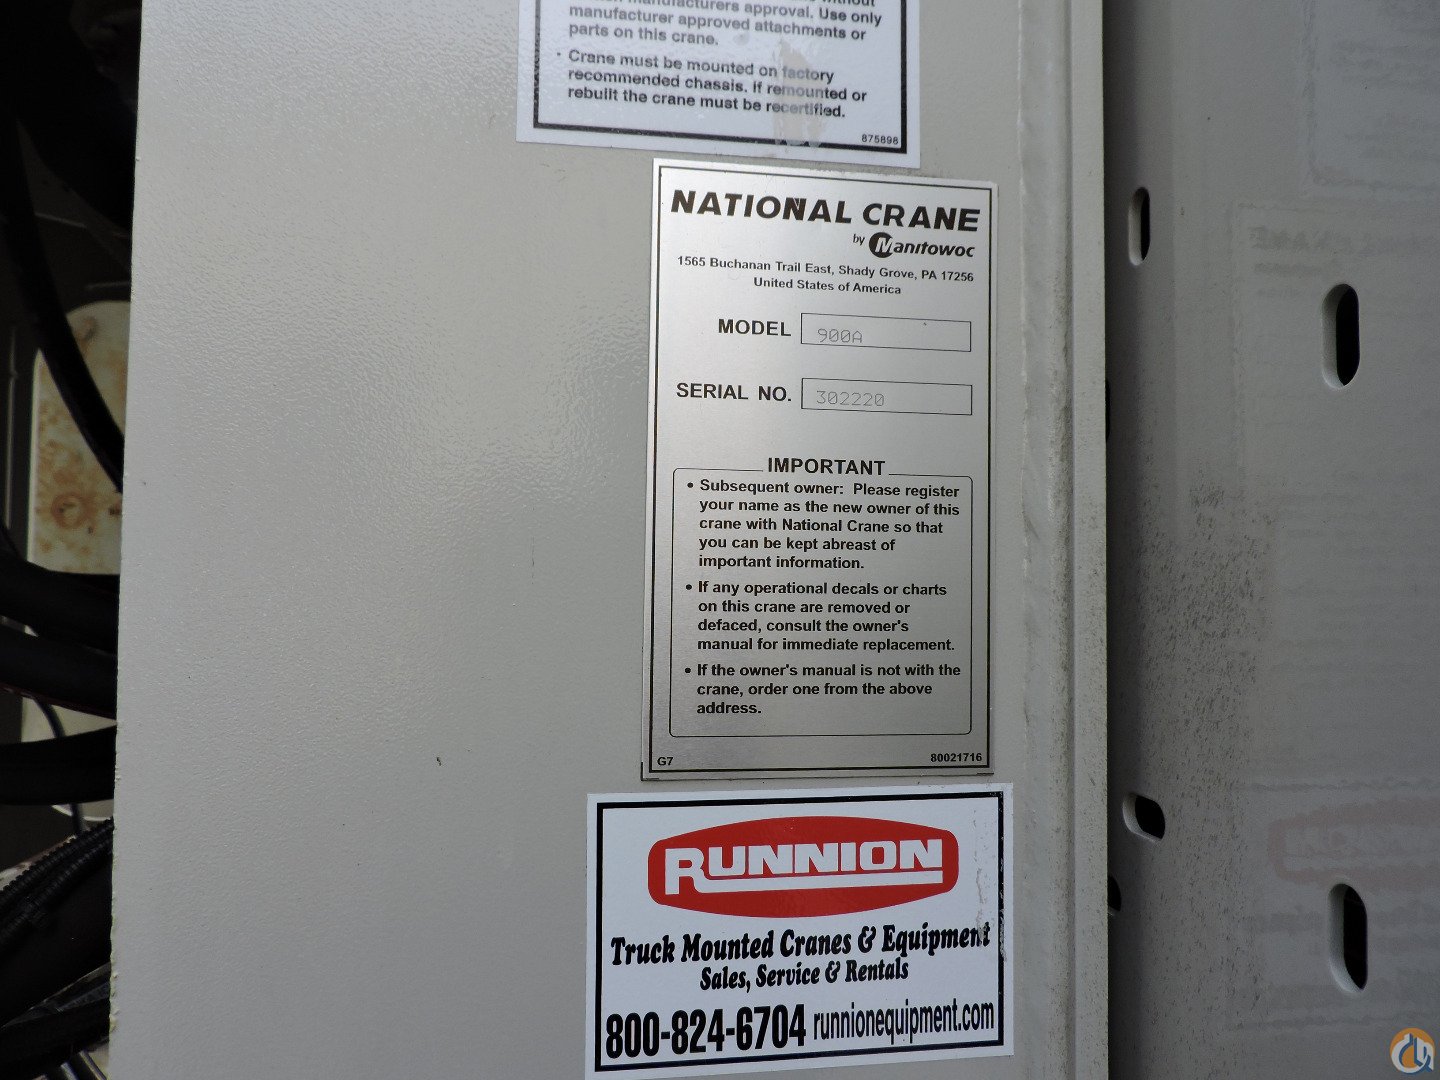 manufacturers approval. Use only
manufacturer approved attachments or
parts on this crane.
· Crane must be mounted on factory
recommended chassis. If remounted or
rebuilt the crane must be recertified.
875898
NATIONAL CRANE
by Manitowoc
1565 Buchanan Trail East, Shady Grove, PA 17256
United States of America
MODEL 900A
SERIAL NO. 302220
IMPORTANT
• Subsequent owner: Please register
your name as the new owner of this
crane with National Crane so that
you can be kept abreast of
important information.
• If any operational decals or charts
on this crane are removed or
defaced, consult the owner's
manual for immediate replacement.
• If the owner's manual is not with the
crane, order one from the above
address.
G7 80021716
RUNNION
Truck Mounted Cranes & Equipment
Sales, Service & Rentals
800-824-6704 runnionequipment.com